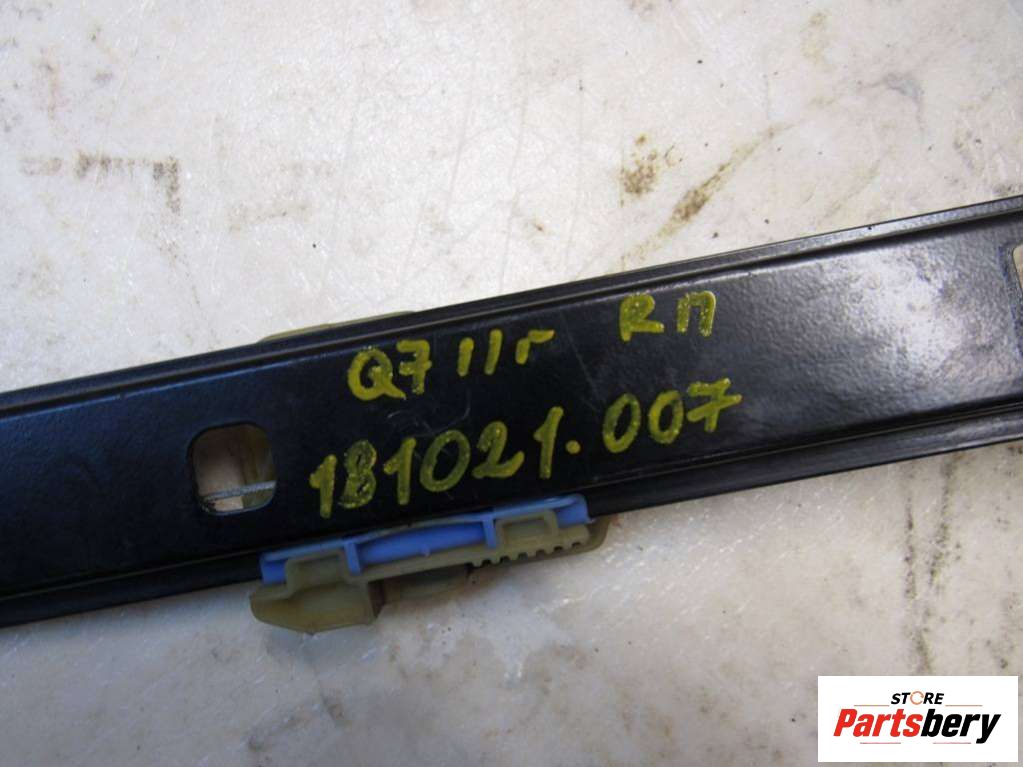 Q7 11г RП
181021.007
STORE
Partsbery